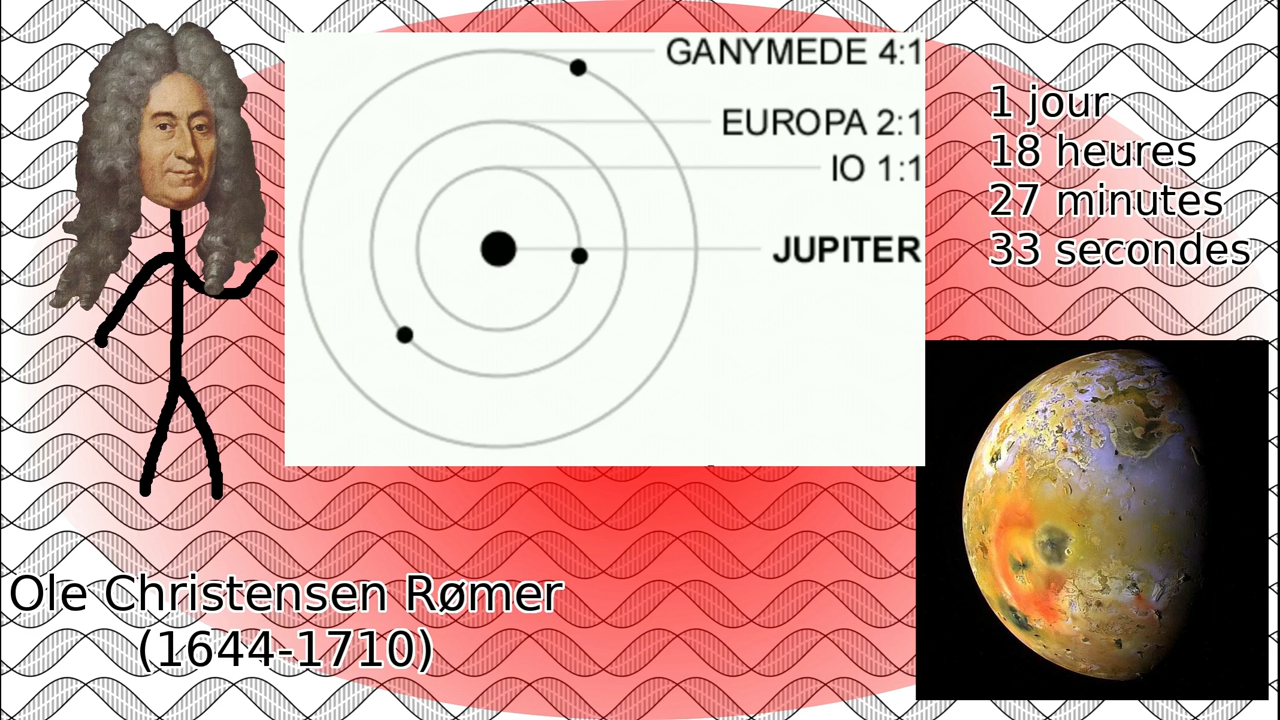 GANYMEDE 4:1
EUROPA 2:1
IO 1:1
JUPITER
1 jour
18 heures
27 minutes
33 secondes
Ole Christensen Rømer
(1644-1710)